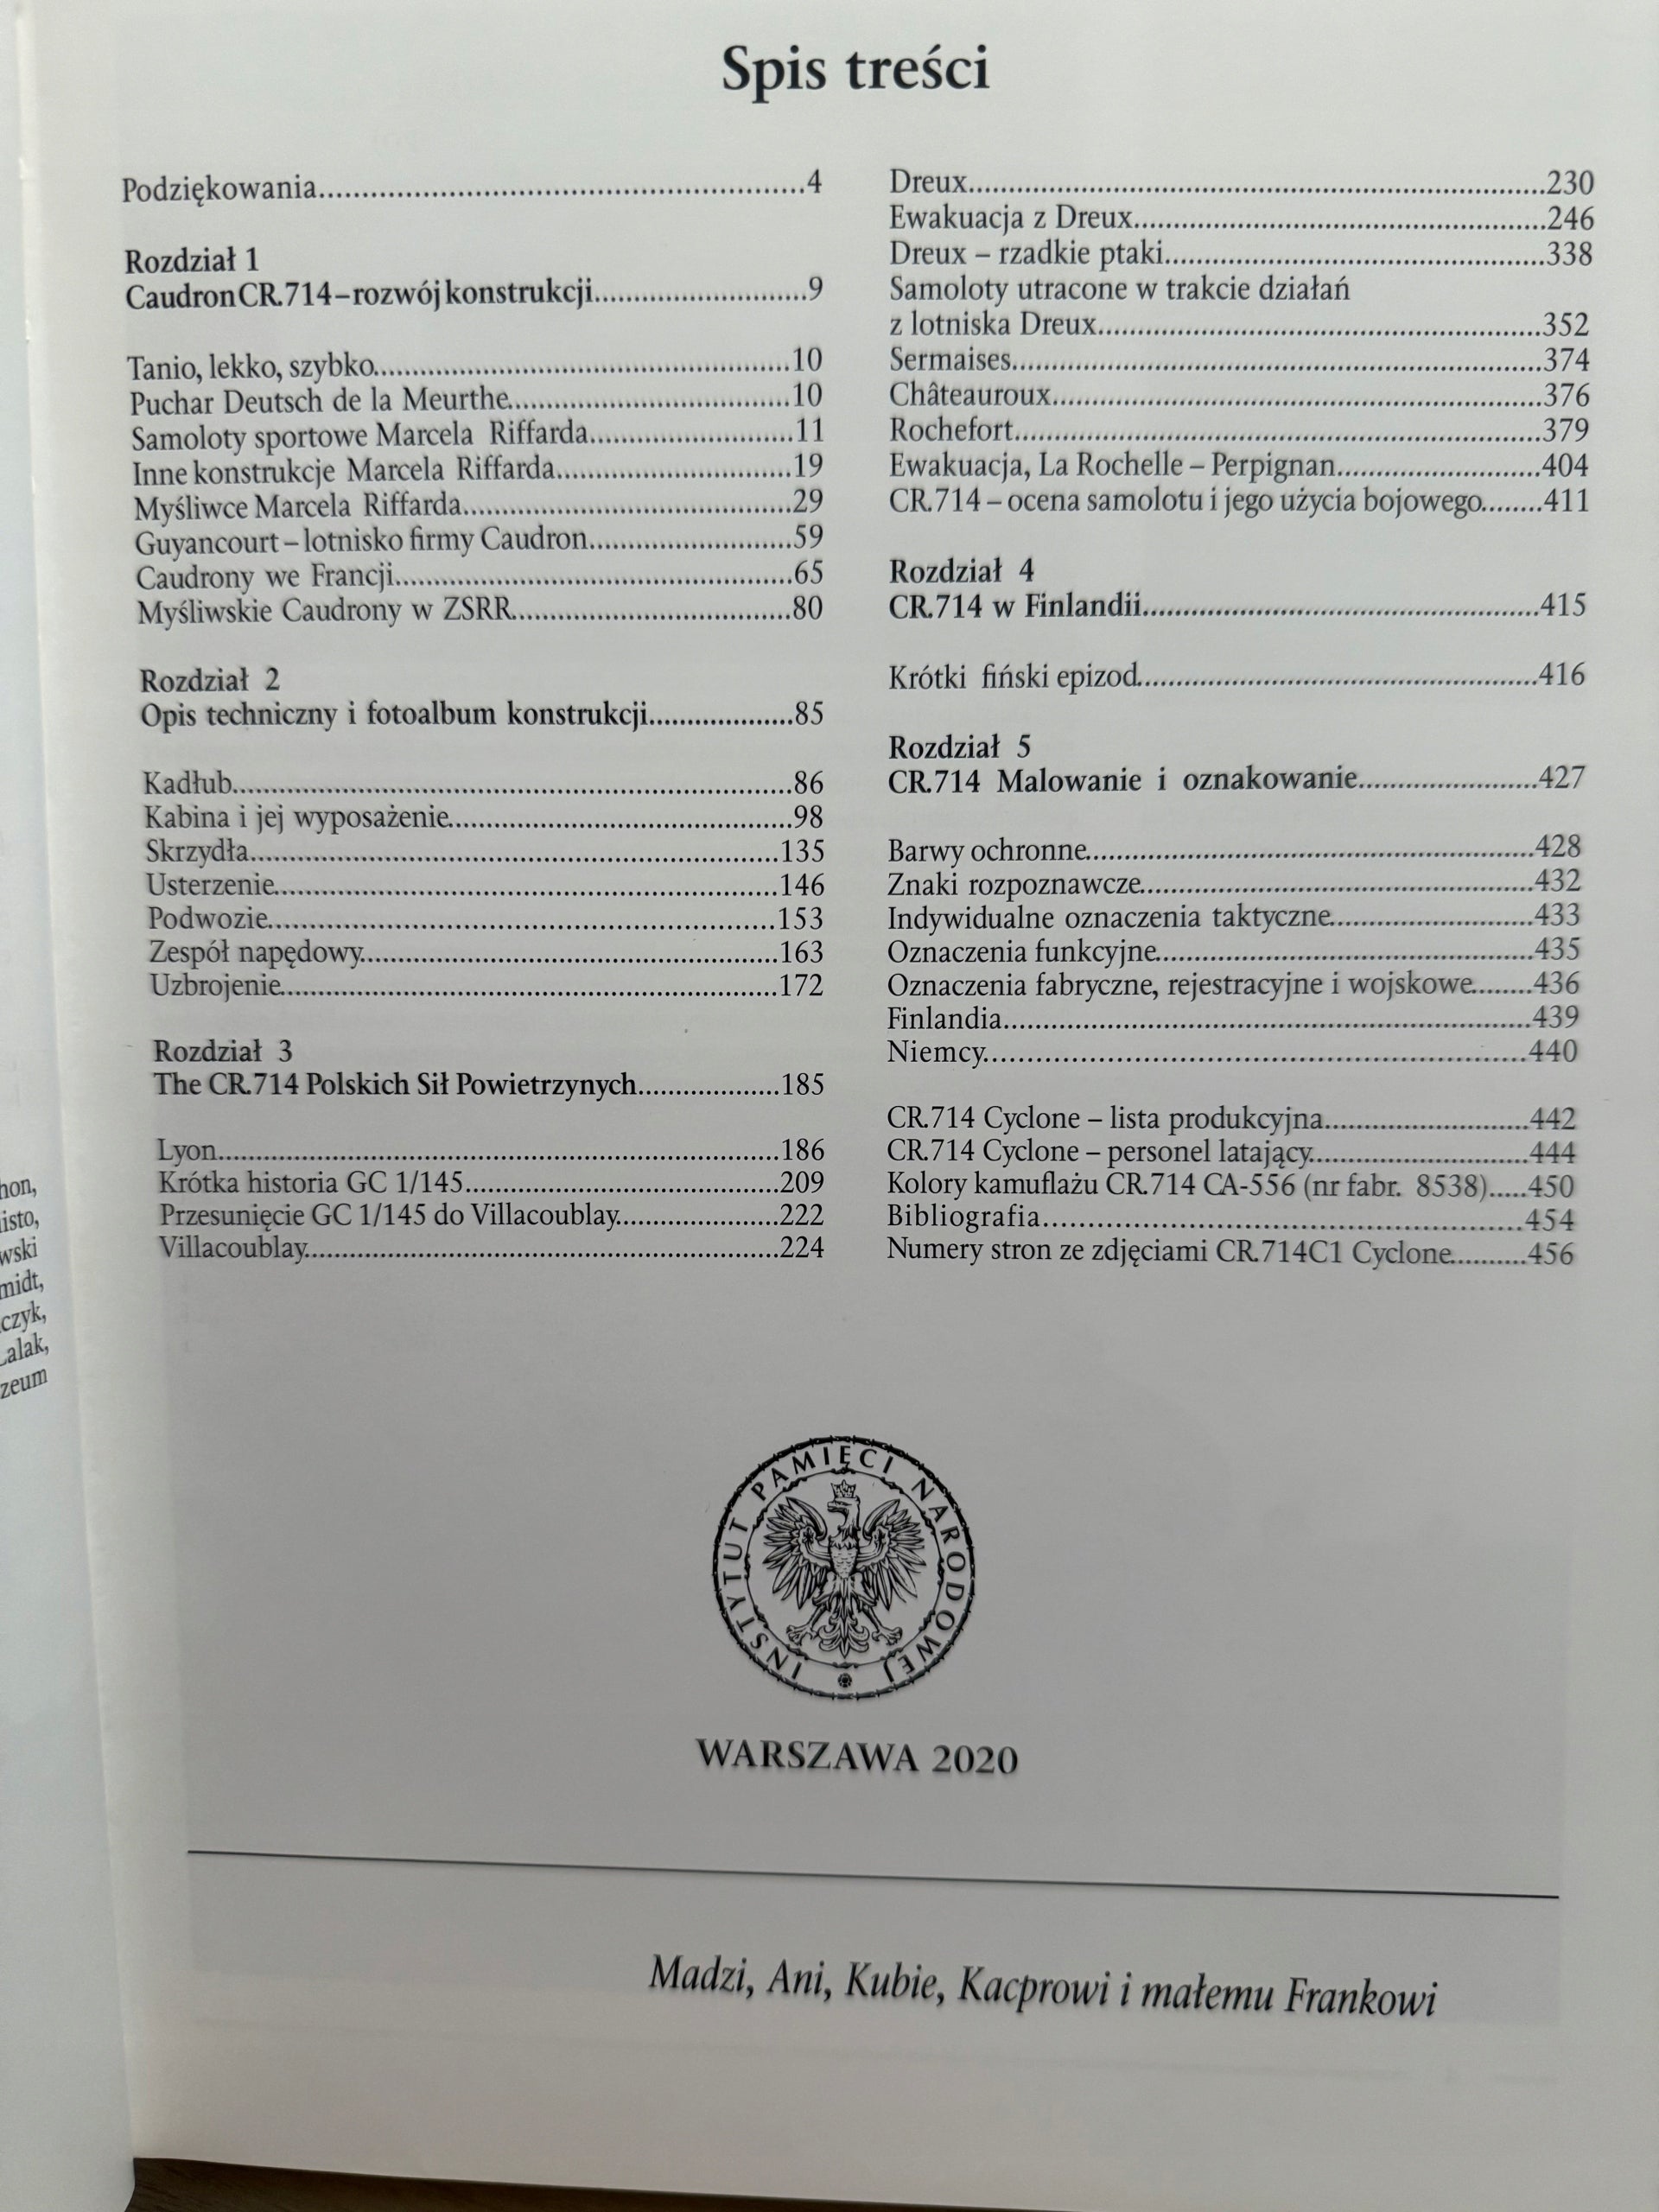 Spis treści
Podziękowania....................................................4
Rozdział 1
Caudron CR.714 – rozwój konstrukcji............................9
Tanio, lekko, szybko.............................................10
Puchar Deutsch de la Meurthe..............................10
Samoloty sportowe Marcela Riffarda.........................11
Inne konstrukcje Marcela Riffarda............................19
Myśliwce Marcela Riffarda......................................29
Guyancourt – lotnisko firmy Caudron........................59
Caudrony we Francji.............................................65
Myśliwskie Caudrony w ZSRR.................................80
Rozdział 2
Opis techniczny i fotoalbum konstrukcji...................85
Kadłub.............................................................86
Kabina i jej wyposażenie........................................98
Skrzydła...........................................................135
Usterzenie.........................................................146
Podwozie..........................................................153
Zespół napędowy................................................163
Uzbrojenie........................................................172
Rozdział 3
The CR.714 Polskich Sił Powietrzynych...................185
Lyon................................................................186
Krótka historia GC 1/145......................................209
Przesunięcie GC 1/145 do Villacoublay...................222
Villacoublay......................................................224
Dreux..............................................................230
Ewakuacja z Dreux..............................................246
Dreux – rzadkie ptaki...........................................338
Samoloty utracone w trakcie działań
z lotniska Dreux.................................................352
Sermaises.........................................................374
Châteauroux......................................................376
Rochefort.........................................................379
Ewakuacja, La Rochelle – Perpignan.......................404
CR.714 – ocena samolotu i jego użycia bojowego........411
Rozdział 4
CR.714 w Finlandii..............................................415
Krótki fiński epizod.............................................416
Rozdział 5
CR.714 Malowanie i oznakowanie........................427
Barwy ochronne.................................................428
Znaki rozpoznawcze............................................432
Indywidualne oznaczenia taktyczne........................433
Oznaczenia funkcyjne..........................................435
Oznaczenia fabryczne, rejestracyjne i wojskowe........436
Finlandia..........................................................439
Niemcy............................................................440
CR.714 Cyclone – lista produkcyjna.........................442
CR.714 Cyclone – personel latający..........................444
Kolory kamuflażu CR.714 CA-556 (nr fabr. 8538).....450
Bibliografia.......................................................454
Numery stron ze zdjęciami CR.714C1 Cyclone..........456
hon,
isto,
wski
midt,
czyk,
Lalak,
zeum
INSTYTUT PAMIĘCI NARODOWEJ
WARSZAWA 2020
Madzi, Ani, Kubie, Kacprowi i małemu Frankowi